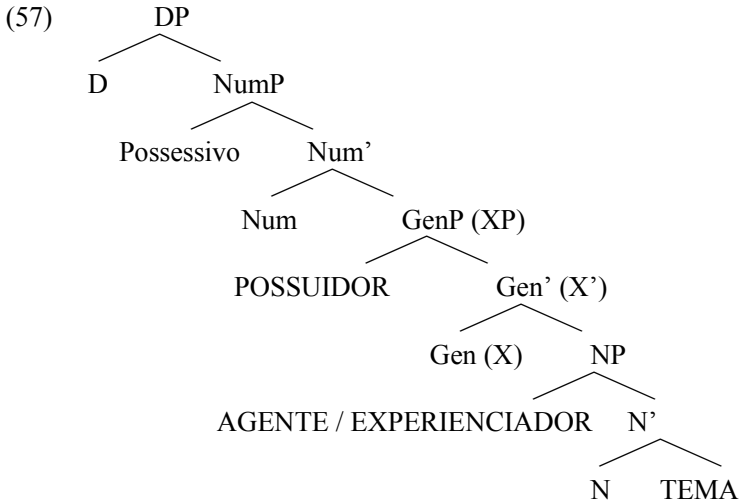 (57) DP
D NumP
Possessivo Num’
Num GenP (XP)
POSSUIDOR Gen’ (X’)
Gen (X) NP
AGENTE / EXPERIENCIADOR N’
N TEMA